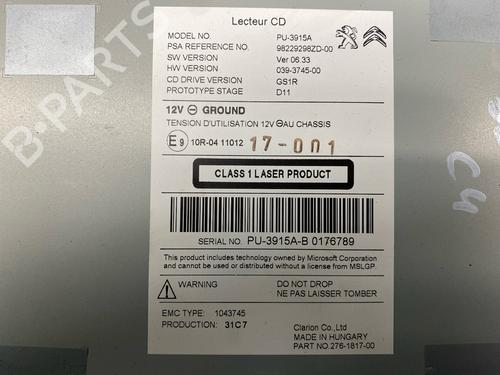 Lecteur CD
MODEL NO. PU-3915A
PSA REFERENCE NO. 98229298ZD-00
SW VERSION Ver 06.33
HW VERSION 039-3745-00
CD DRIVE VERSION GS1R
PROTOTYPE STAGE D11
12V ⊖ GROUND
TENSION D'UTILISATION 12V ⊖AU CHASSIS
E9 10R-04 11012 17-001
CLASS 1 LASER PRODUCT
SERIAL NO. PU-3915A-B 0176789
This product includes technology owned by Microsoft Corporation
and cannot be used or distributed without a license from MSLGP.
WARNING DO NOT DROP
NE PAS LAISSER TOMBER
EMC TYPE: 1043745
PRODUCTION: 31C7
Clarion Co.,Ltd
MADE IN HUNGARY
PART NO.276-1817-00
C4
B-PARTS